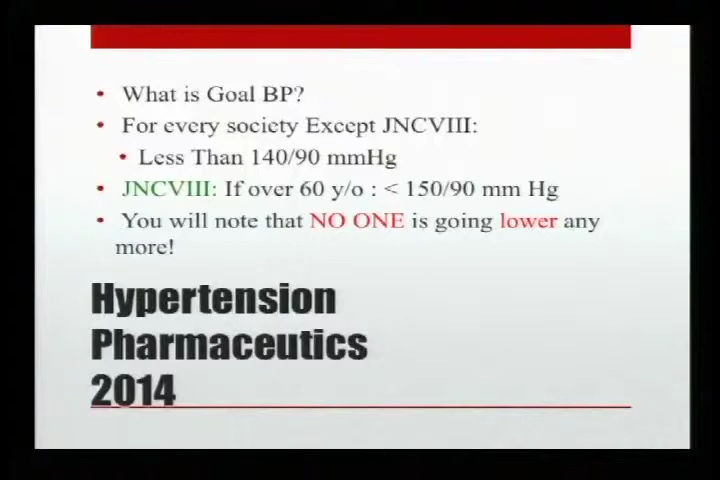 • What is Goal BP?
• For every society Except JNCVIII:
• Less Than 140/90 mmHg
• JNCVIII: If over 60 y/o : < 150/90 mm Hg
• You will note that NO ONE is going lower any
more!
Hypertension
Pharmaceutics
2014